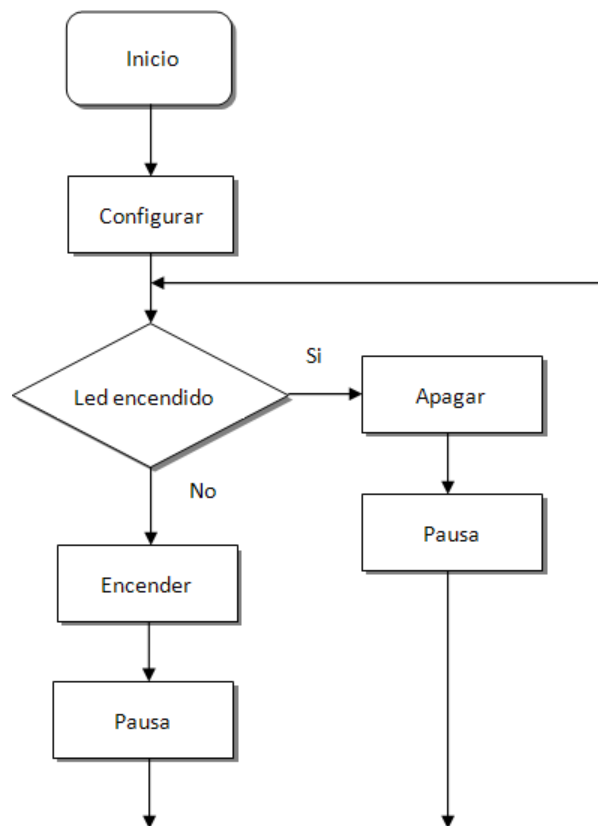 Inicio
Configurar
Si
Led encendido
Apagar
No
Pausa
Encender
Pausa